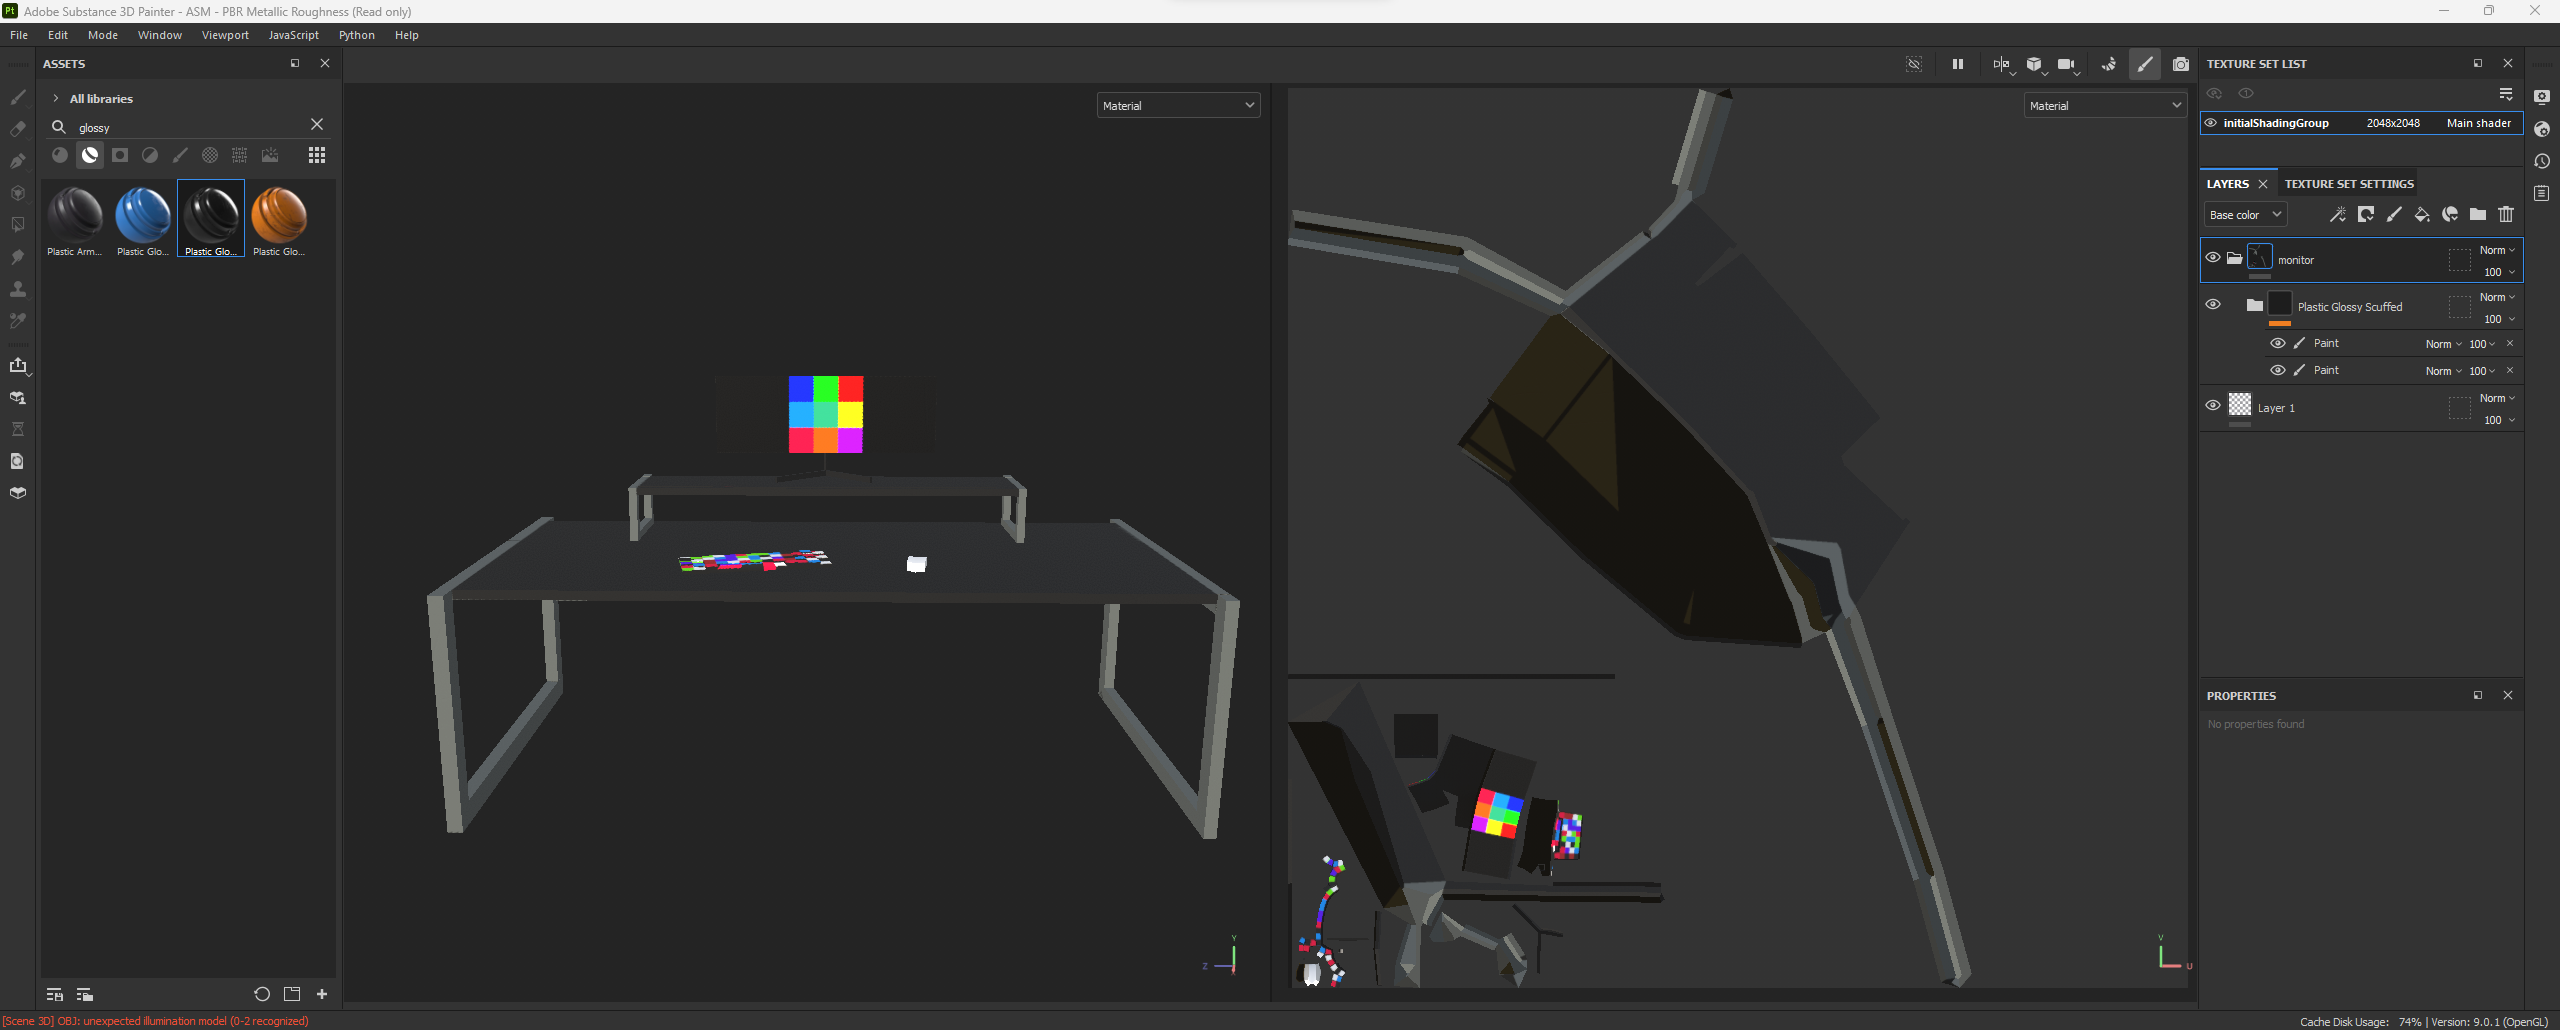 Pt Adobe Substance 3D Painter - ASM - PBR Metallic Roughness (Read only)
File Edit Mode Window Viewport JavaScript Python Help
ASSETS
All libraries
glossy
Plastic Arm... Plastic Glo... Plastic Glo... Plastic Glo...
Material
Y
Z
Material
V
U
TEXTURE SET LIST
initialShadingGroup 2048x2048 Main shader
LAYERS TEXTURE SET SETTINGS
Base color
monitor Norm
100
Plastic Glossy Scuffed Norm
100
Paint Norm 100
Paint Norm 100
Layer 1 Norm
100
PROPERTIES
No properties found
[Scene 3D] OBJ: unexpected illumination model (0-2 recognized)
Cache Disk Usage: 74% | Version: 9.0.1 (OpenGL)